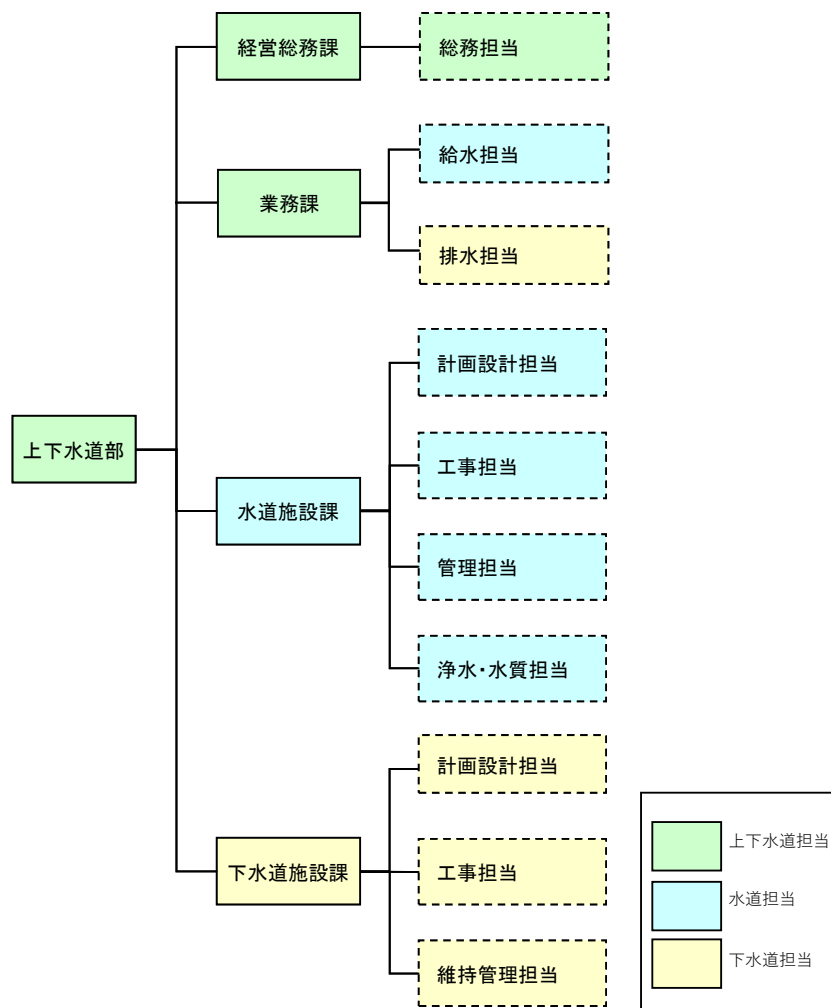 経営総務課
総務担当
給水担当
業務課
排水担当
計画設計担当
上下水道部
工事担当
水道施設課
管理担当
浄水・水質担当
計画設計担当
下水道施設課
工事担当
維持管理担当
上下水道担当
水道担当
下水道担当